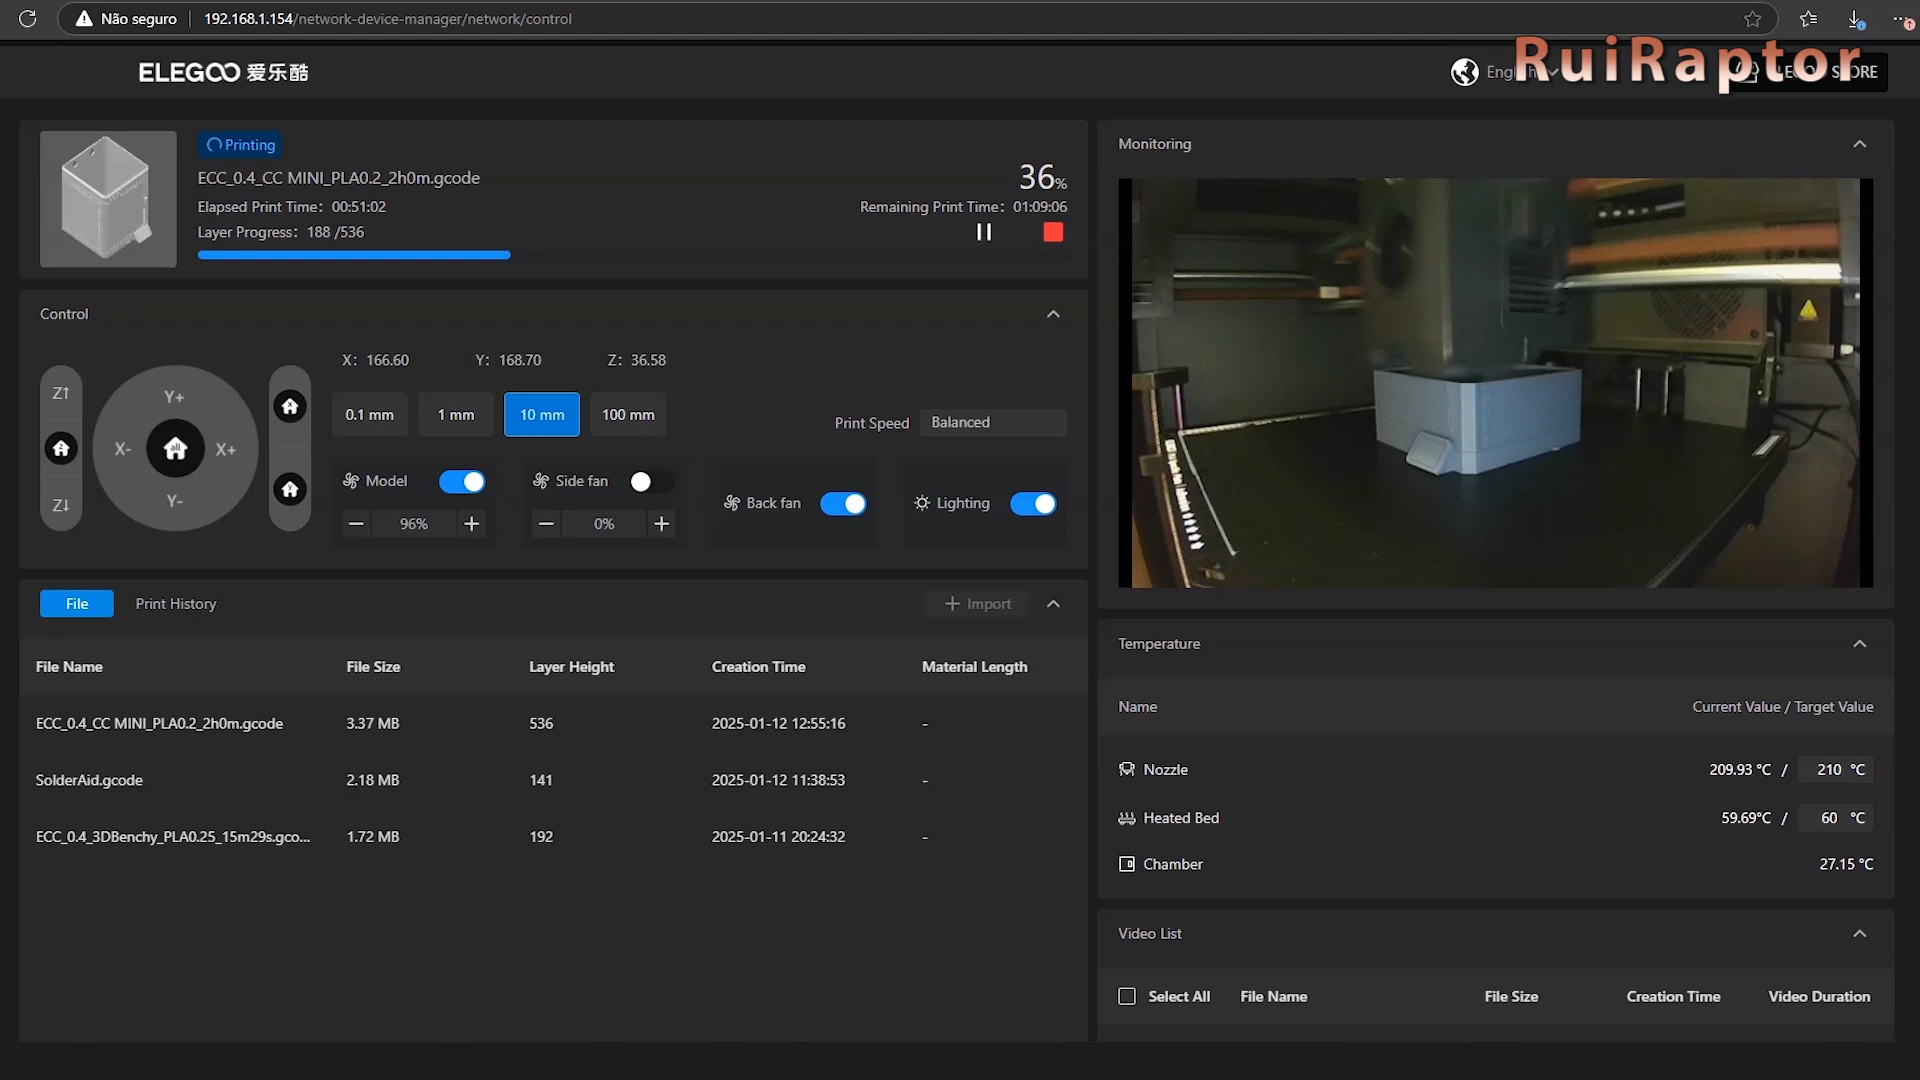 Não seguro
192.168.1.154/network-device-manager/network/control
RuiRaptor
ELEGOO 爱乐酷
Printing
ECC_0.4_CC MINI_PLA0.2_2h0m.gcode
36%
Elapsed Print Time: 00:51:02
Remaining Print Time: 01:09:06
Layer Progress: 188 /536
Control
X: 166.60 Y: 168.70 Z: 36.58
Z↑
Y+
X-
all
X+
Y-
Z↓
0.1 mm 1 mm 10 mm 100 mm
Print Speed Balanced
Model
96%
Side fan
0%
Back fan
Lighting
File Print History + Import
File Name File Size Layer Height Creation Time Material Length
ECC_0.4_CC MINI_PLA0.2_2h0m.gcode 3.37 MB 536 2025-01-12 12:55:16 -
SolderAid.gcode 2.18 MB 141 2025-01-12 11:38:53 -
ECC_0.4_3DBenchy_PLA0.25_15m29s.gco... 1.72 MB 192 2025-01-11 20:24:32 -
Monitoring
Temperature
Name Current Value / Target Value
Nozzle 209.93 °C / 210 °C
Heated Bed 59.69°C / 60 °C
Chamber 27.15 °C
Video List
Select All File Name File Size Creation Time Video Duration